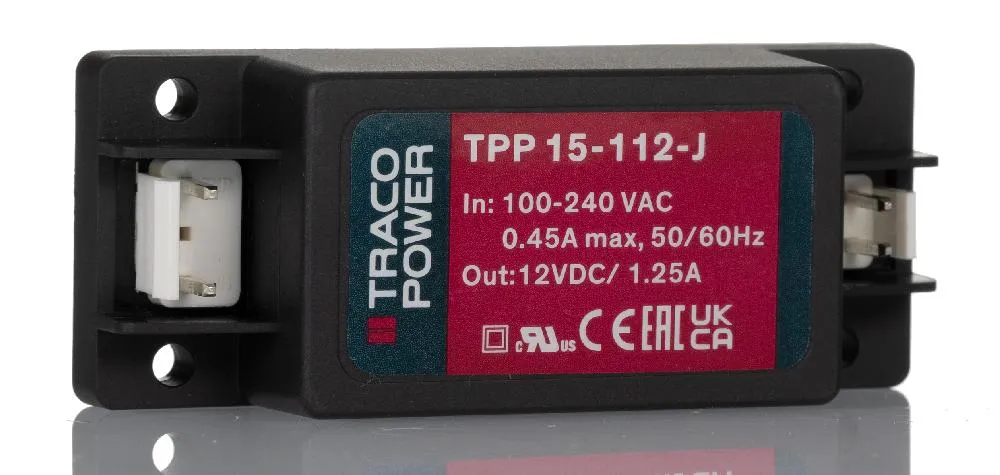 TRACO
POWER
TPP 15-112-J
In: 100-240 VAC
0.45A max, 50/60Hz
Out:12VDC/ 1.25A
c RU us CE EAC UK
CA